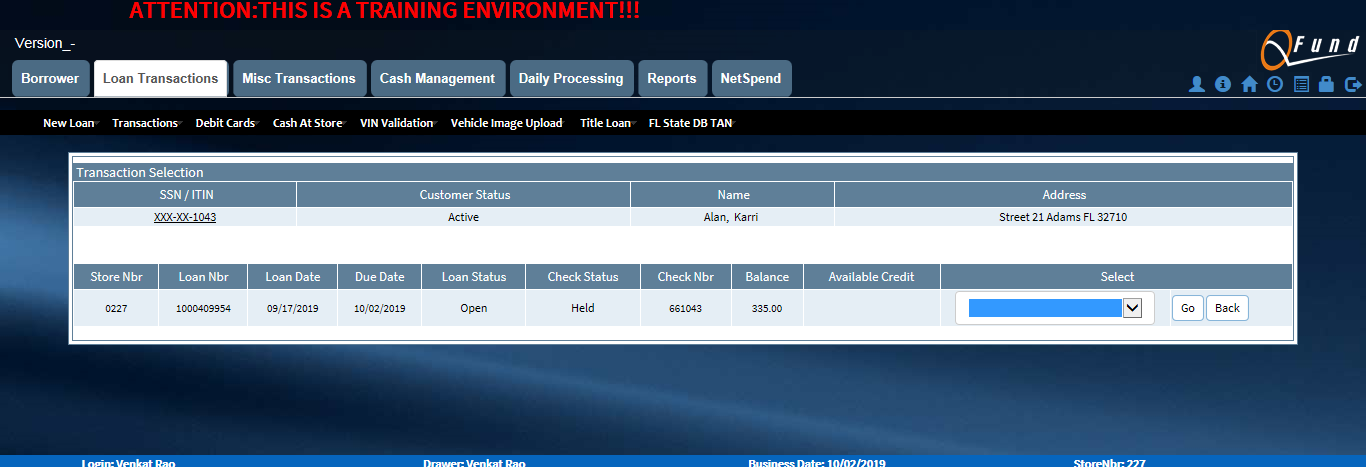 ATTENTION:THIS IS A TRAINING ENVIRONMENT!!!
Version_-
QFund
Borrower Loan Transactions Misc Transactions Cash Management Daily Processing Reports NetSpend
New Loan Transactions Debit Cards Cash At Store VIN Validation Vehicle Image Upload Title Loan FL State DB TAN
Transaction Selection
SSN / ITIN Customer Status Name Address
XXX-XX-1043 Active Alan, Karri Street 21 Adams FL 32710
Store Nbr Loan Nbr Loan Date Due Date Loan Status Check Status Check Nbr Balance Available Credit Select
0227 1000409954 09/17/2019 10/02/2019 Open Held 661043 335.00 Go Back
Login: Venkat Rao Drawer: Venkat Rao Business Date: 10/02/2019 StoreNbr: 227